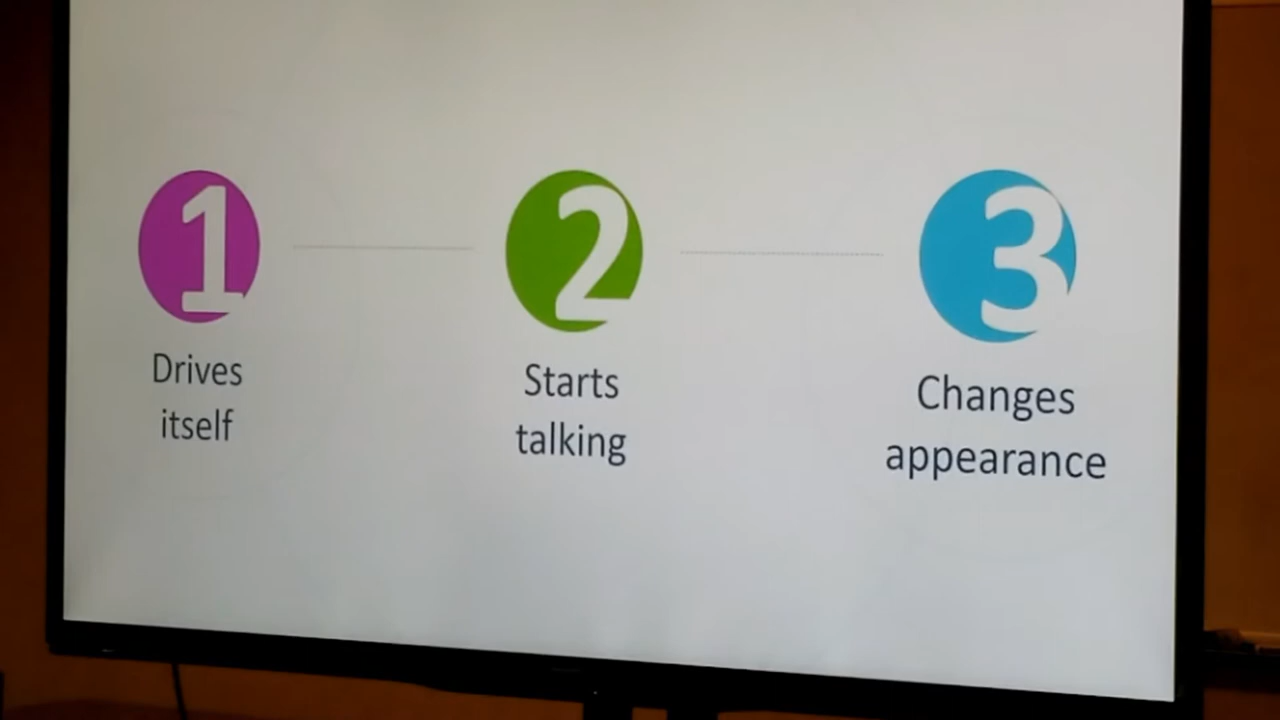 1
Drives
itself
2
Starts
talking
3
Changes
appearance